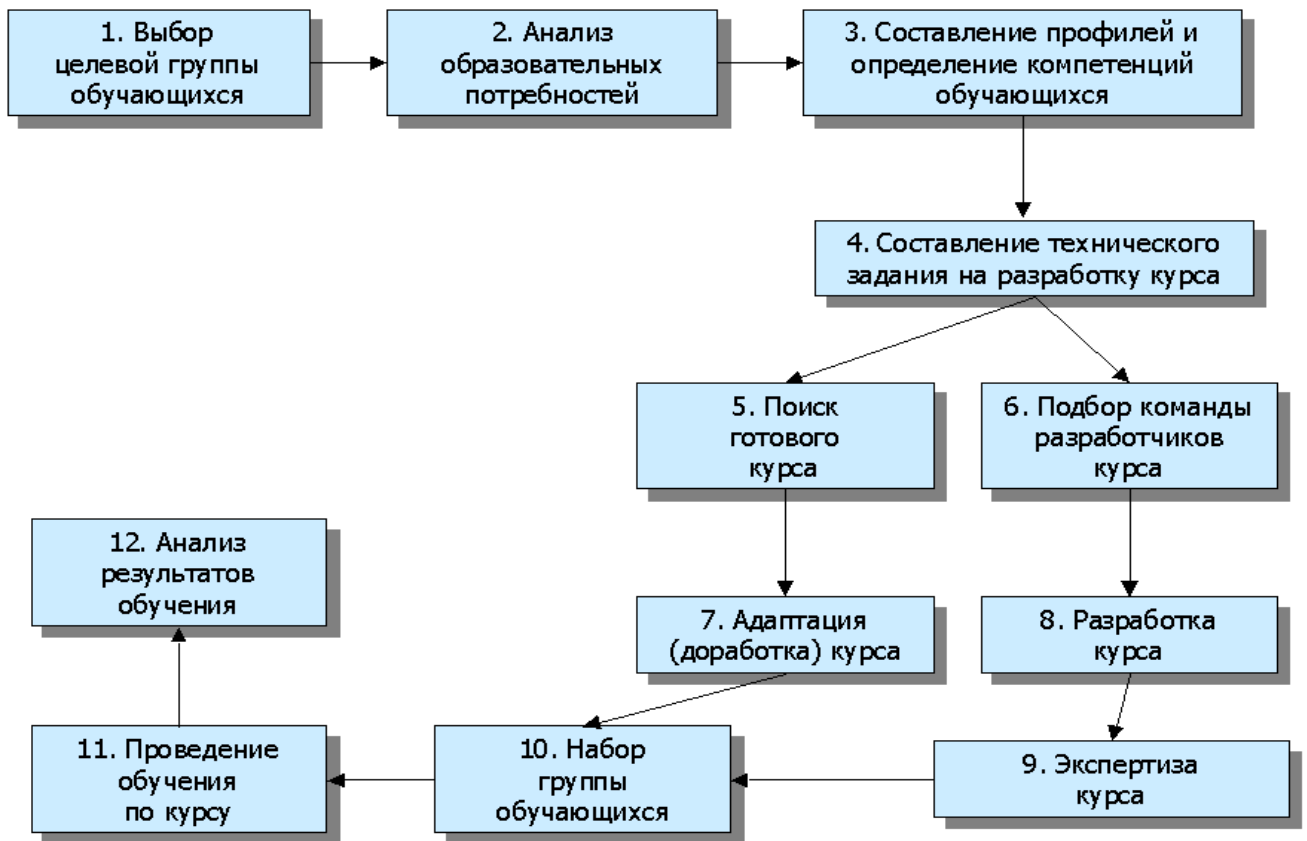 1. Выбор
целевой группы
обучающихся
2. Анализ
образовательных
потребностей
3. Составление профилей и
определение компетенций
обучающихся
4. Составление технического
задания на разработку курса
5. Поиск
готового
курса
6. Подбор команды
разработчиков
курса
7. Адаптация
(доработка) курса
8. Разработка
курса
9. Экспертиза
курса
10. Набор
группы
обучающихся
11. Проведение
обучения
по курсу
12. Анализ
результатов
обучения